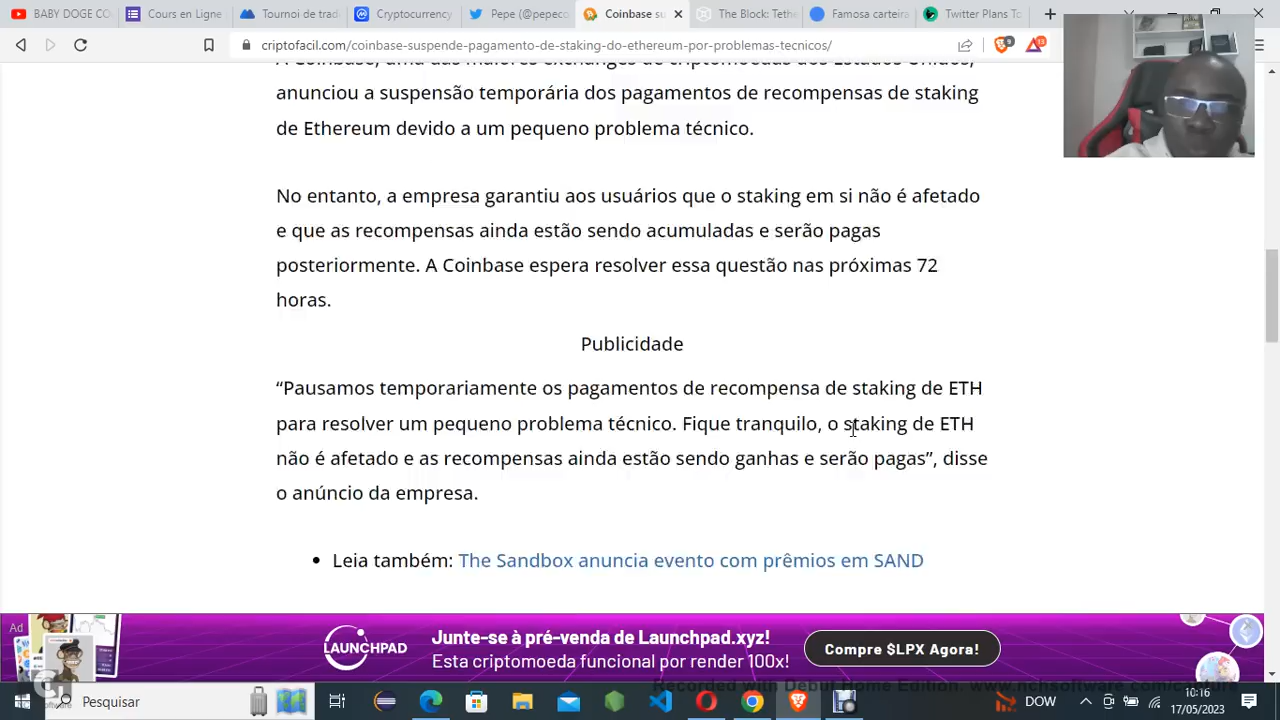 BABY DOGE CO
Cours en Ligne
Tournoi de trad
Cryptocurrency
Pepe (@pepeco
Coinbase su
The Block: Teth
Famosa carteira
Twitter Plans To
criptofacil.com/coinbase-suspende-pagamento-de-staking-do-ethereum-por-problemas-tecnicos/
A Coinbase, uma das maiores exchanges de criptomoedas dos Estados Unidos,
anunciou a suspensão temporária dos pagamentos de recompensas de staking
de Ethereum devido a um pequeno problema técnico.
No entanto, a empresa garantiu aos usuários que o staking em si não é afetado
e que as recompensas ainda estão sendo acumuladas e serão pagas
posteriormente. A Coinbase espera resolver essa questão nas próximas 72
horas.
Publicidade
“Pausamos temporariamente os pagamentos de recompensa de staking de ETH
para resolver um pequeno problema técnico. Fique tranquilo, o staking de ETH
não é afetado e as recompensas ainda estão sendo ganhas e serão pagas”, disse
o anúncio da empresa.
• Leia também: The Sandbox anuncia evento com prêmios em SAND
Ad
LAUNCHPAD
Junte-se à pré-venda de Launchpad.xyz!
Esta criptomoeda funcional por render 100x!
Compre $LPX Agora!
Recorded with Debut Home Edition. www.nchsoftware.com/capture
Pesquisar
DOW
10:16
17/05/2023